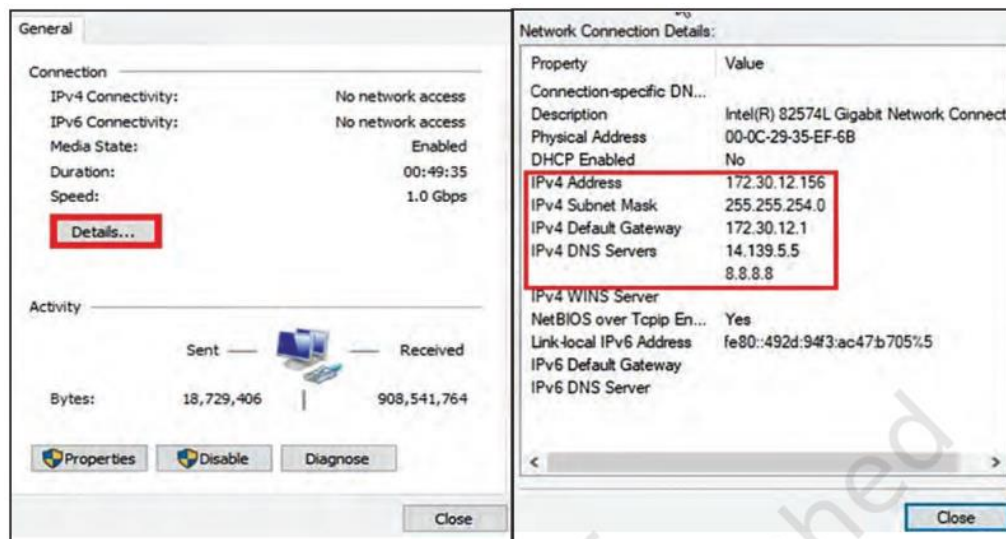 General
Connection
IPv4 Connectivity: No network access
IPv6 Connectivity: No network access
Media State: Enabled
Duration: 00:49:35
Speed: 1.0 Gbps
Details...
Activity
Sent — — Received
Bytes: 18,729,406 | 908,541,764
Properties Disable Diagnose
Close
Network Connection Details:
Property Value
Connection-specific DN...
Description Intel(R) 82574L Gigabit Network Connect
Physical Address 00-0C-29-35-EF-6B
DHCP Enabled No
IPv4 Address 172.30.12.156
IPv4 Subnet Mask 255.255.254.0
IPv4 Default Gateway 172.30.12.1
IPv4 DNS Servers 14.139.5.5
8.8.8.8
IPv4 WINS Server
NetBIOS over Tcpip En... Yes
Link-local IPv6 Address fe80::492d:94f3:ac47:b705%5
IPv6 Default Gateway
IPv6 DNS Server
Close